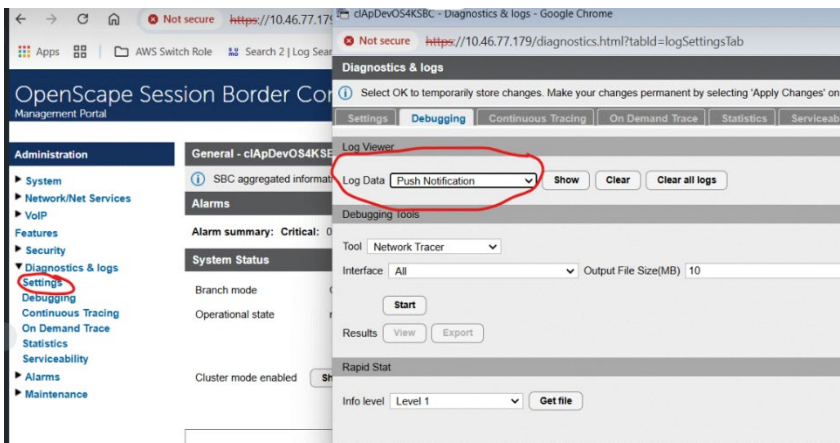 Not secure https://10.46.77.179
Apps AWS Switch Role Search 2 | Log Sear
OpenScape Session Border Cor
Management Portal
Administration
System
Network/Net Services
VoIP
Features
Security
Diagnostics & logs
Settings
Debugging
Continuous Tracing
On Demand Trace
Statistics
Serviceability
Alarms
Maintenance
General - clApDevOS4KSE
SBC aggregated informat
Alarms
Alarm summary: Critical: 0
System Status
Branch mode
Operational state
Cluster mode enabled Sh
clApDevOS4KSBC - Diagnostics & logs - Google Chrome
Not secure https://10.46.77.179/diagnostics.html?tabId=logSettingsTab
Diagnostics & logs
Select OK to temporarily store changes. Make your changes permanent by selecting 'Apply Changes' on
Settings Debugging Continuous Tracing On Demand Trace Statistics Serviceab
Log Viewer
Log Data Push Notification Show Clear Clear all logs
Debugging Tools
Tool Network Tracer
Interface All Output File Size(MB) 10
Start
Results View Export
Rapid Stat
Info level Level 1 Get file